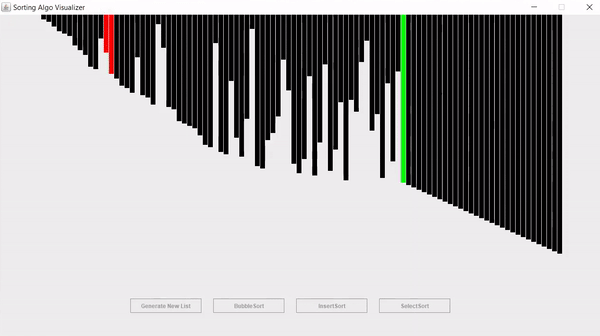 Sorting Algo Visualizer
Generate New List
BubbleSort
InsertSort
SelectSort